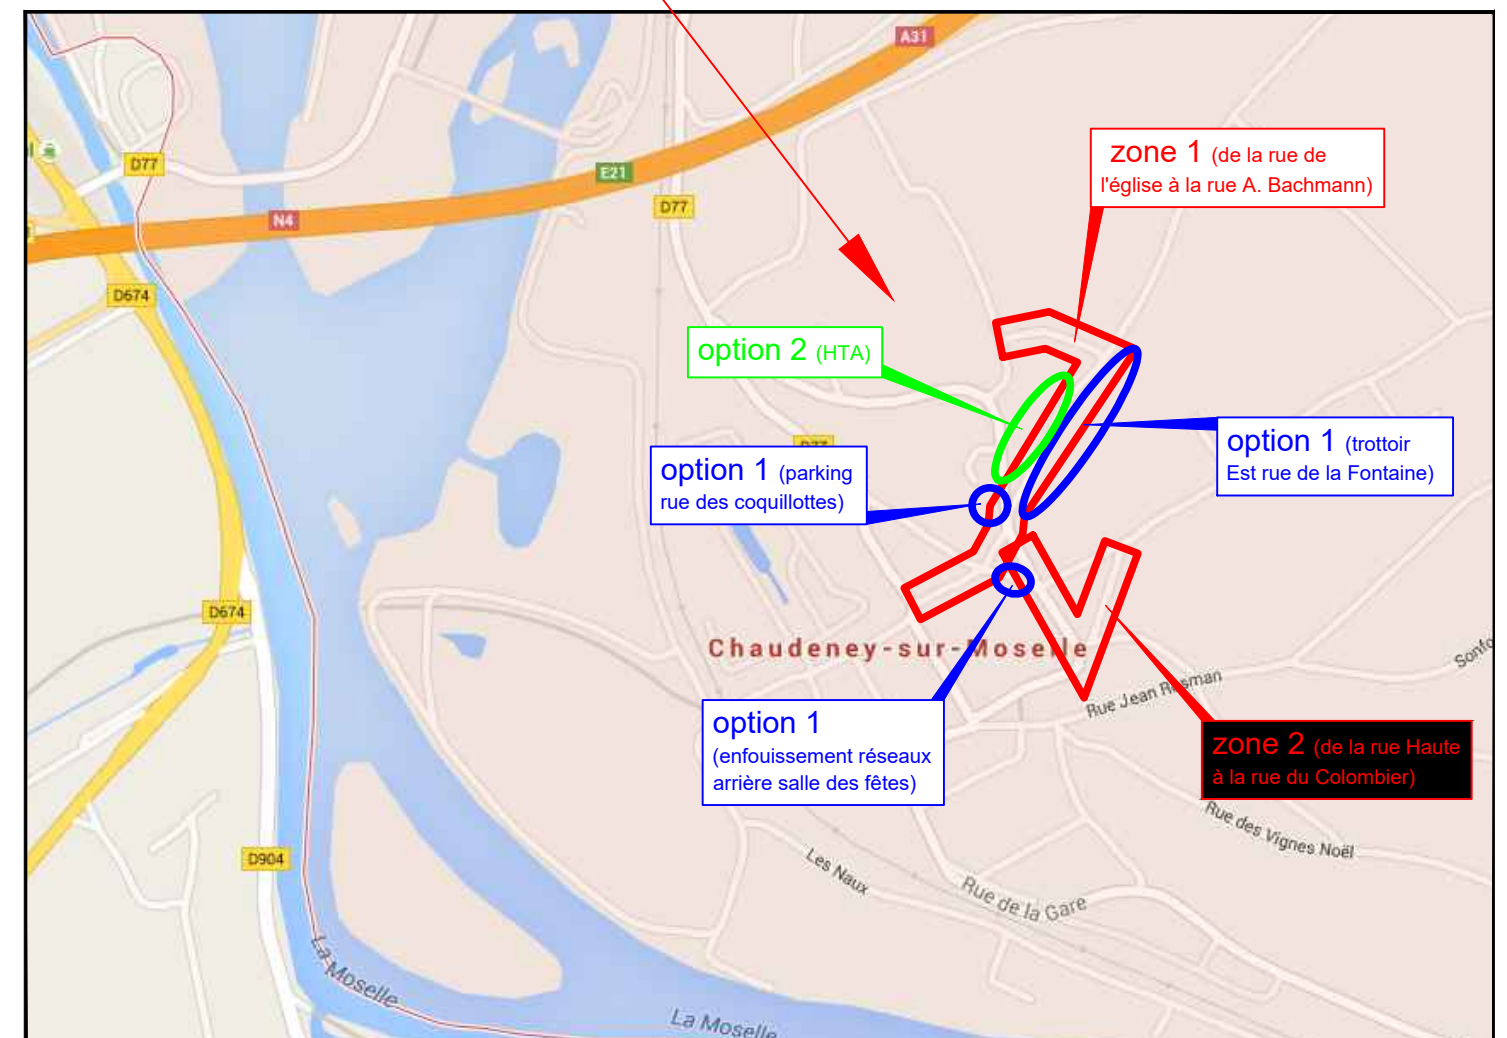 A31
zone 1 (de la rue de
l'église à la rue A. Bachmann)
D77
E21
D77
N4
D674
option 2 (HTA)
option 1 (parking
rue des coquillottes)
option 1 (trottoir
Est rue de la Fontaine)
D674
Chaudeney-sur-Moselle
Rue Jean Rosman
option 1
(enfouissement réseaux
arrière salle des fêtes)
zone 2 (de la rue Haute
à la rue du Colombier)
Rue des Vignes Noël
D904
Les Naux
Rue de la Gare
La Moselle
La Moselle